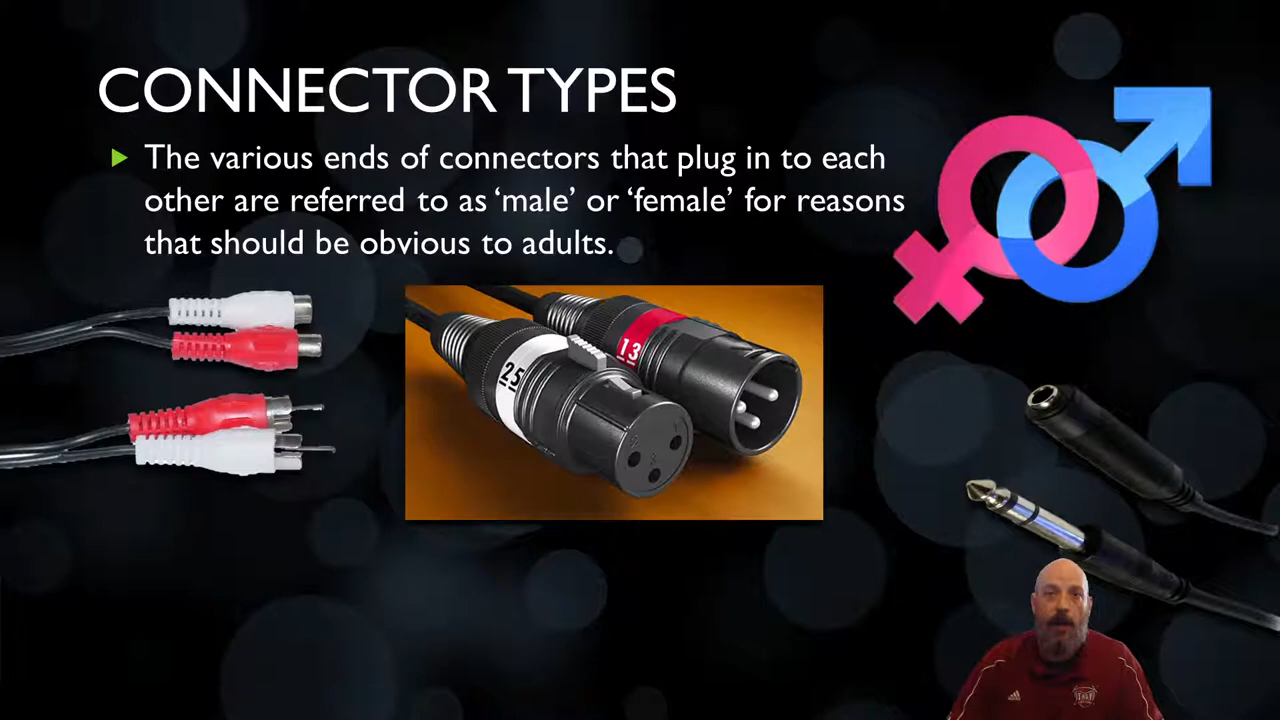 CONNECTOR TYPES
The various ends of connectors that plug in to each
other are referred to as ‘male’ or ‘female’ for reasons
that should be obvious to adults.
25
13